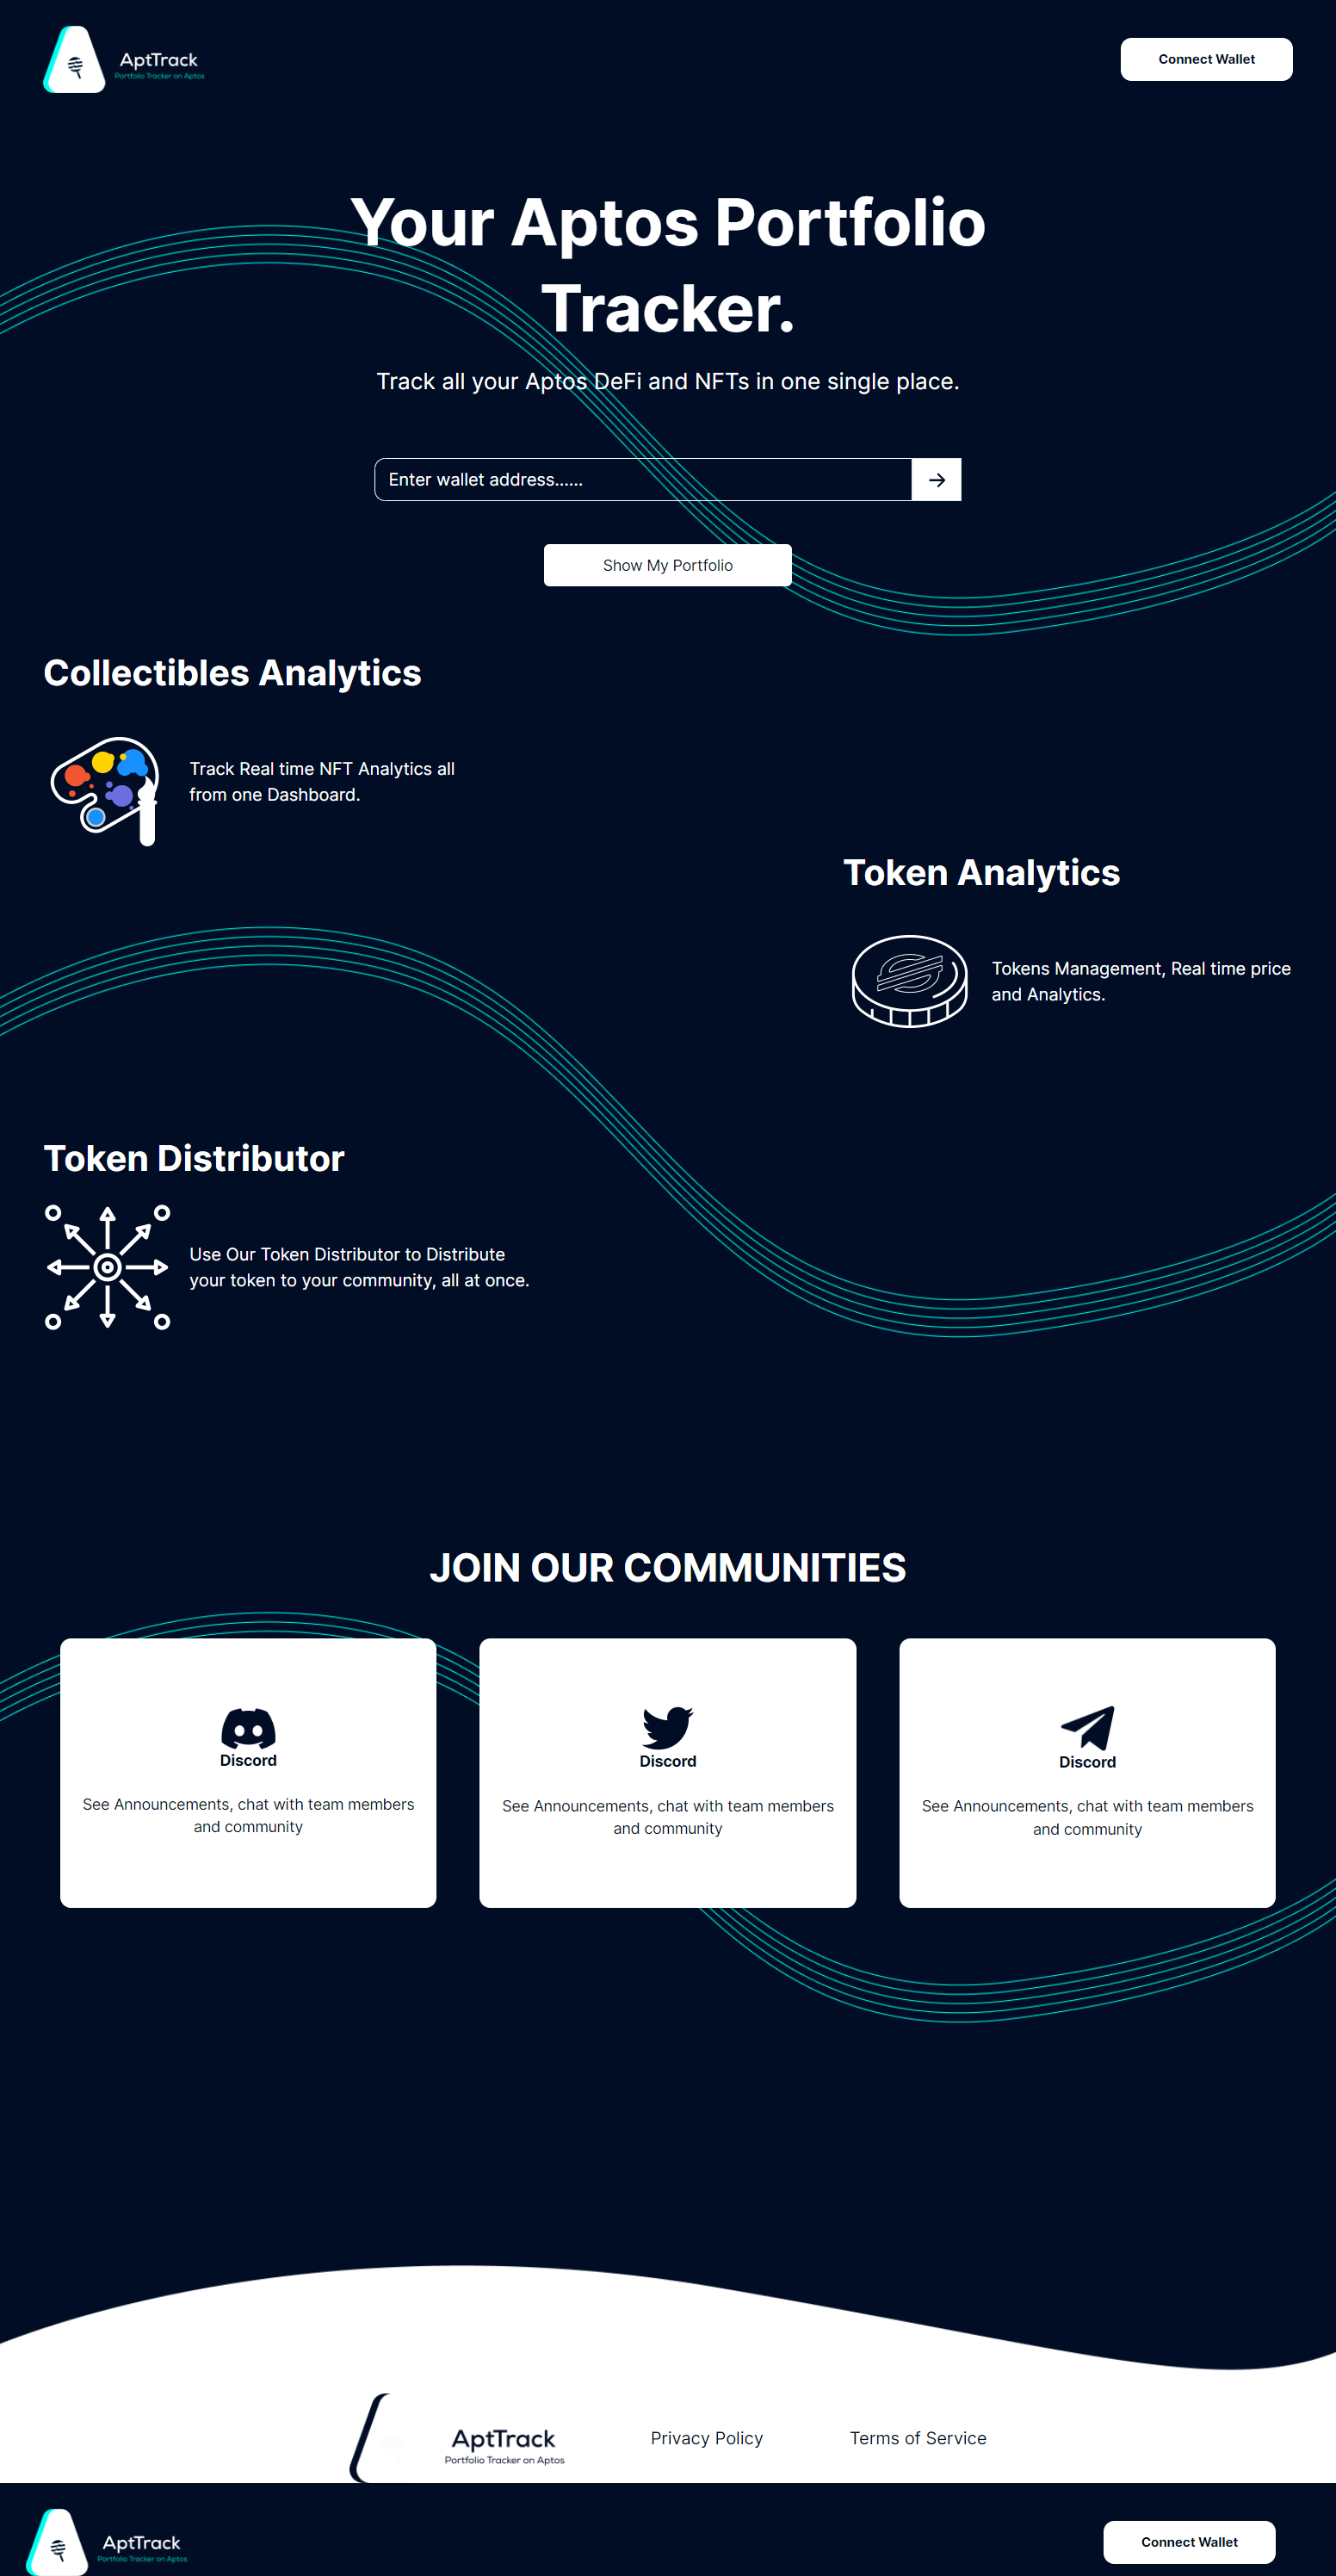 AptTrack
Portfolio Tracker on Aptos
Connect Wallet
Your Aptos Portfolio
Tracker.
Track all your Aptos DeFi and NFTs in one single place.
Enter wallet address......
Show My Portfolio
Collectibles Analytics
Track Real time NFT Analytics all
from one Dashboard.
Token Analytics
Tokens Management, Real time price
and Analytics.
Token Distributor
Use Our Token Distributor to Distribute
your token to your community, all at once.
JOIN OUR COMMUNITIES
Discord
See Announcements, chat with team members
and community
Discord
See Announcements, chat with team members
and community
Discord
See Announcements, chat with team members
and community
AptTrack
Portfolio Tracker on Aptos
Privacy Policy
Terms of Service
AptTrack
Portfolio Tracker on Aptos
Connect Wallet